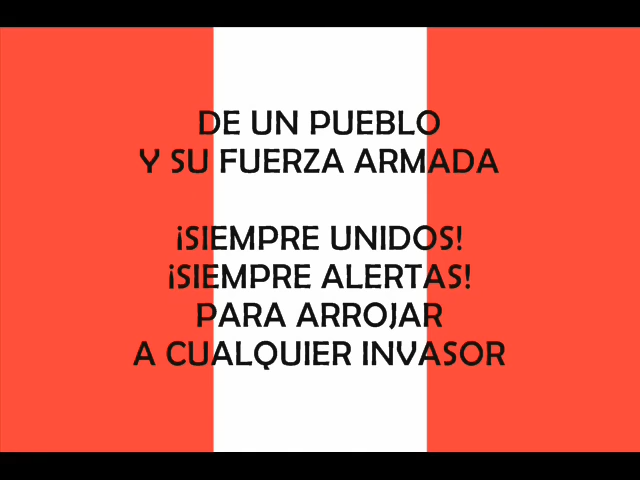 DE UN PUEBLO
Y SU FUERZA ARMADA
¡SIEMPRE UNIDOS!
¡SIEMPRE ALERTAS!
PARA ARROJAR
A CUALQUIER INVASOR